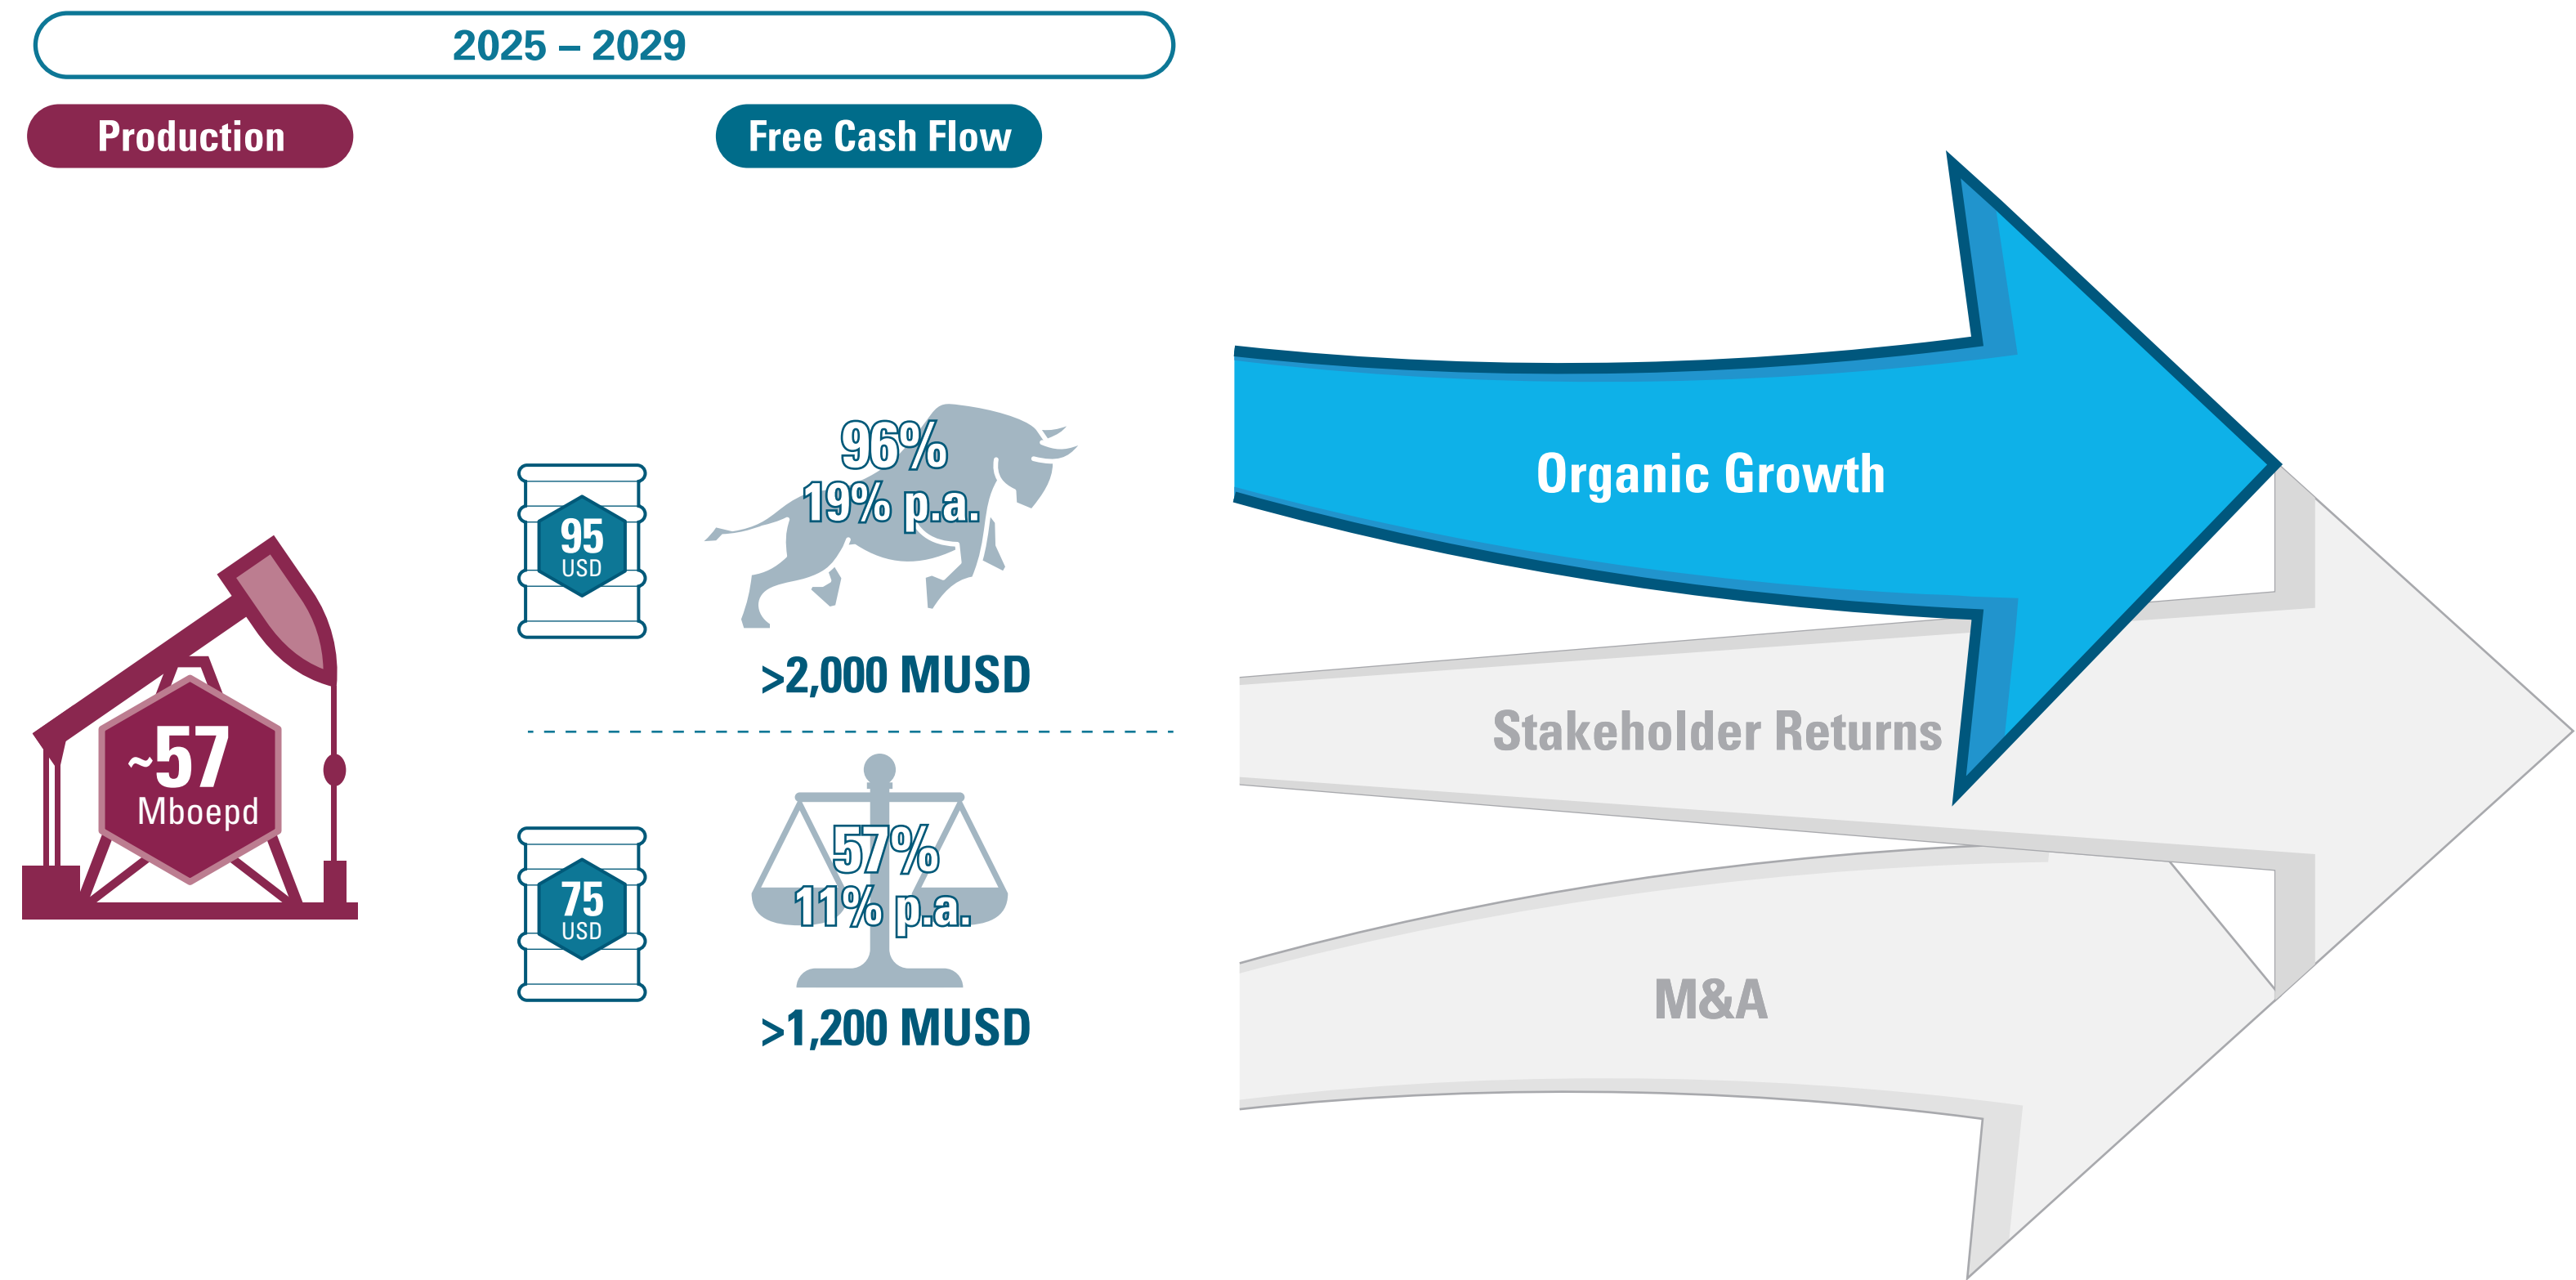 2025 – 2029
Production
Free Cash Flow
~57
Mboepd
95
USD
96%
19% p.a.
>2,000 MUSD
75
USD
57%
11% p.a.
>1,200 MUSD
Organic Growth
Stakeholder Returns
M&A